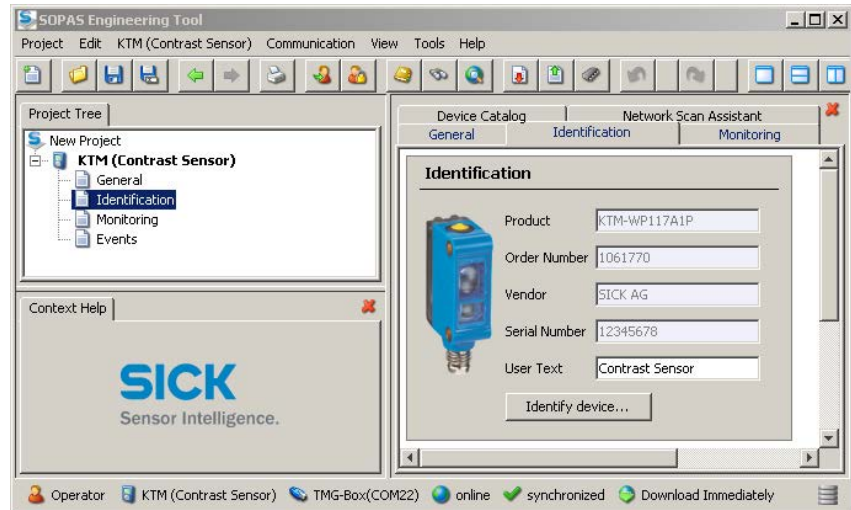 SOPAS Engineering Tool
Project Edit KTM (Contrast Sensor) Communication View Tools Help
Project Tree
New Project
KTM (Contrast Sensor)
General
Identification
Monitoring
Events
Context Help
SICK
Sensor Intelligence.
Device Catalog Network Scan Assistant
General Identification Monitoring
Identification
Product KTM-WP117A1P
Order Number 1061770
Vendor SICK AG
Serial Number 12345678
User Text Contrast Sensor
Identify device...
Operator KTM (Contrast Sensor) TMG-Box(COM22) online synchronized Download Immediately